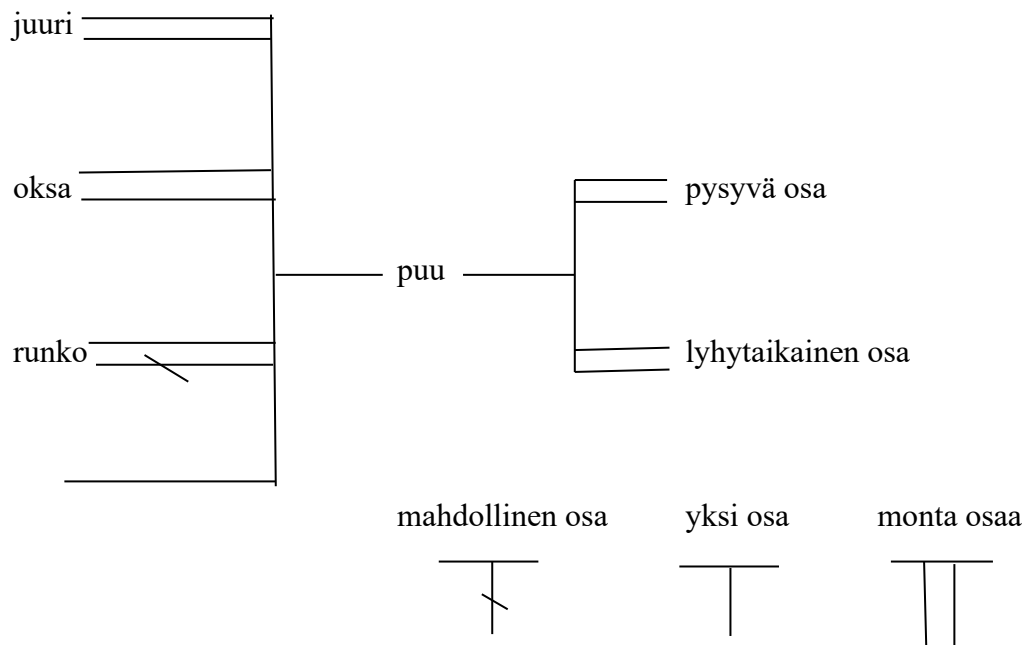 juuri
oksa
pysyvä osa
puu
runko
lyhytaikainen osa
mahdollinen osa
yksi osa
monta osaa